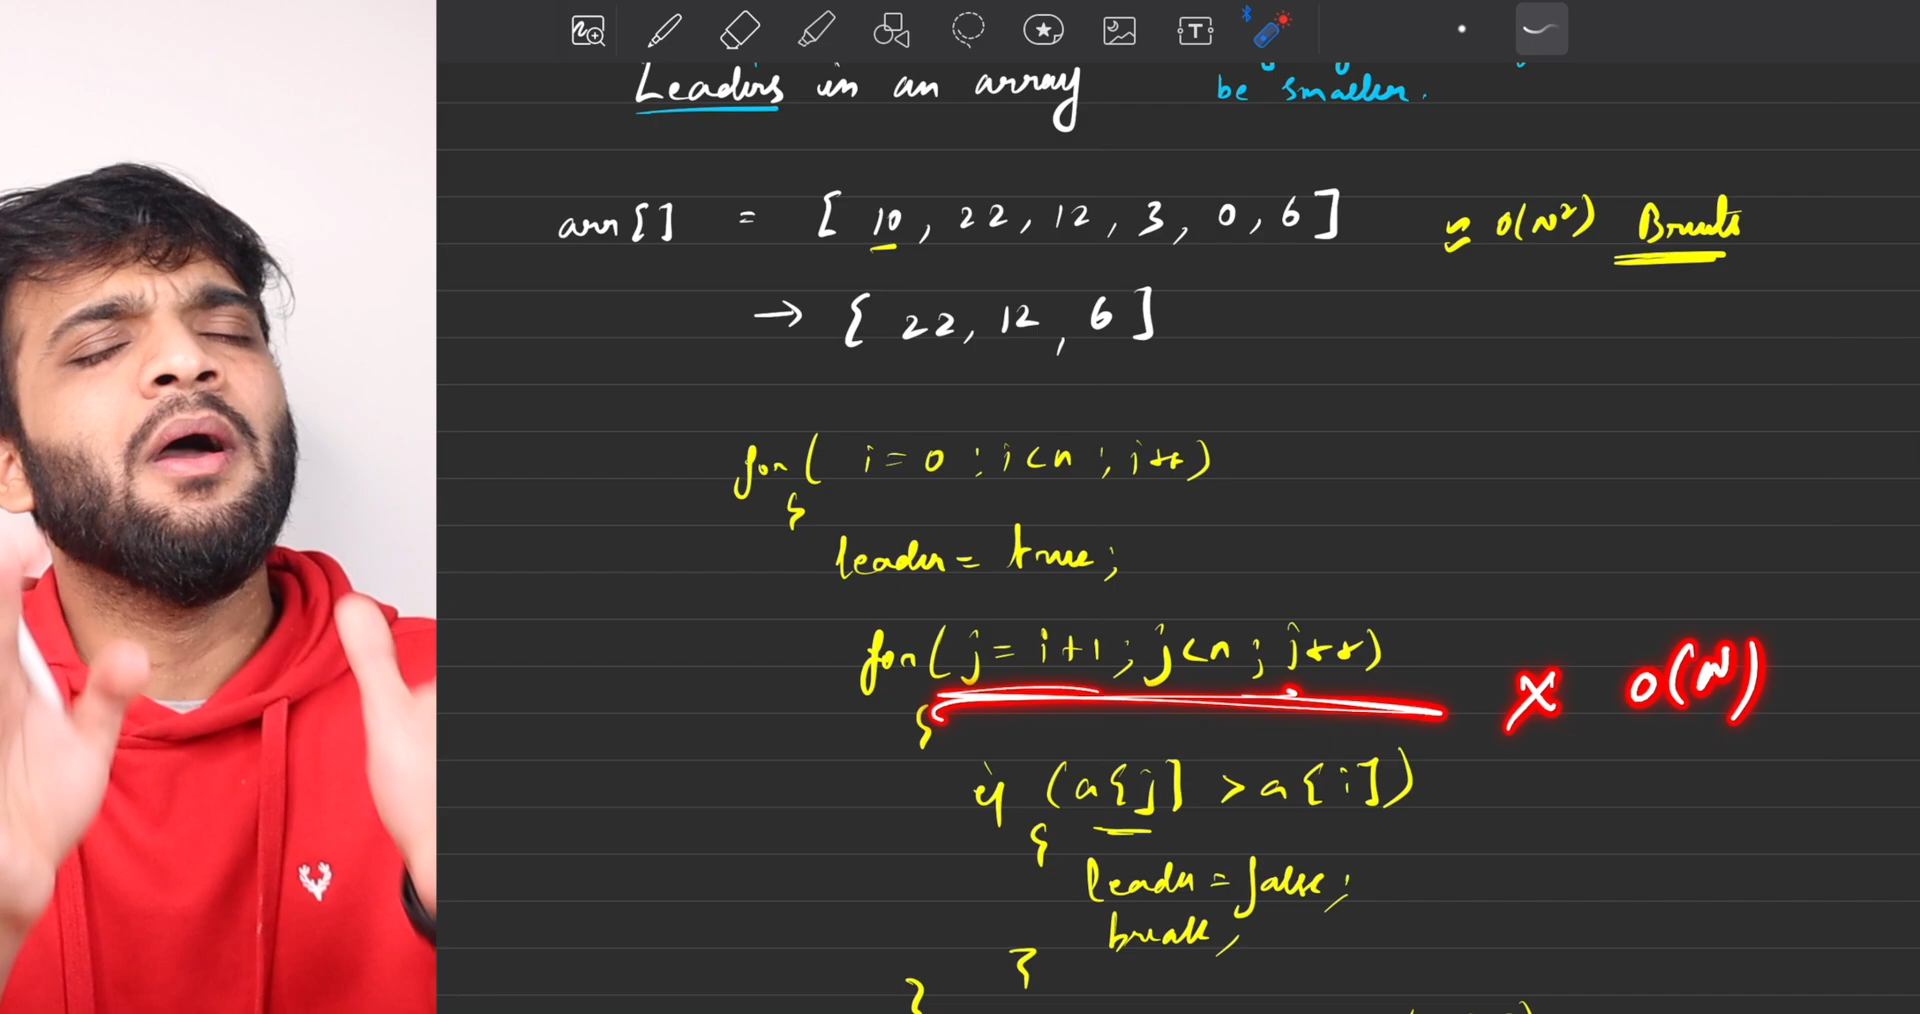 Leaders in an array
be smaller.
arr[] = [ 10, 22, 12, 3, 0, 6 ]
≈ O(N²) Brute
→ [ 22, 12, 6 ]
for( i = 0 ; i < n ; i++)
{
leader = true;
for( j = i+1 ; j < n ; j++)
X O(N)
{
if (a[j] > a[i])
{
leader = false;
break;
}
}